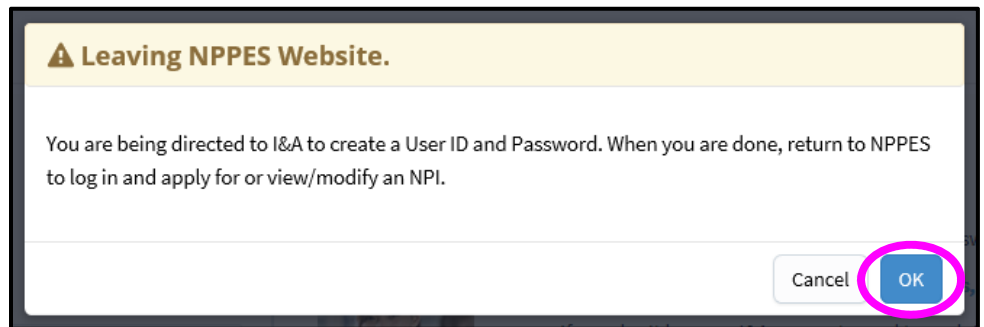 Leaving NPPES Website.
You are being directed to I&A to create a User ID and Password. When you are done, return to NPPES
to log in and apply for or view/modify an NPI.
Cancel
OK